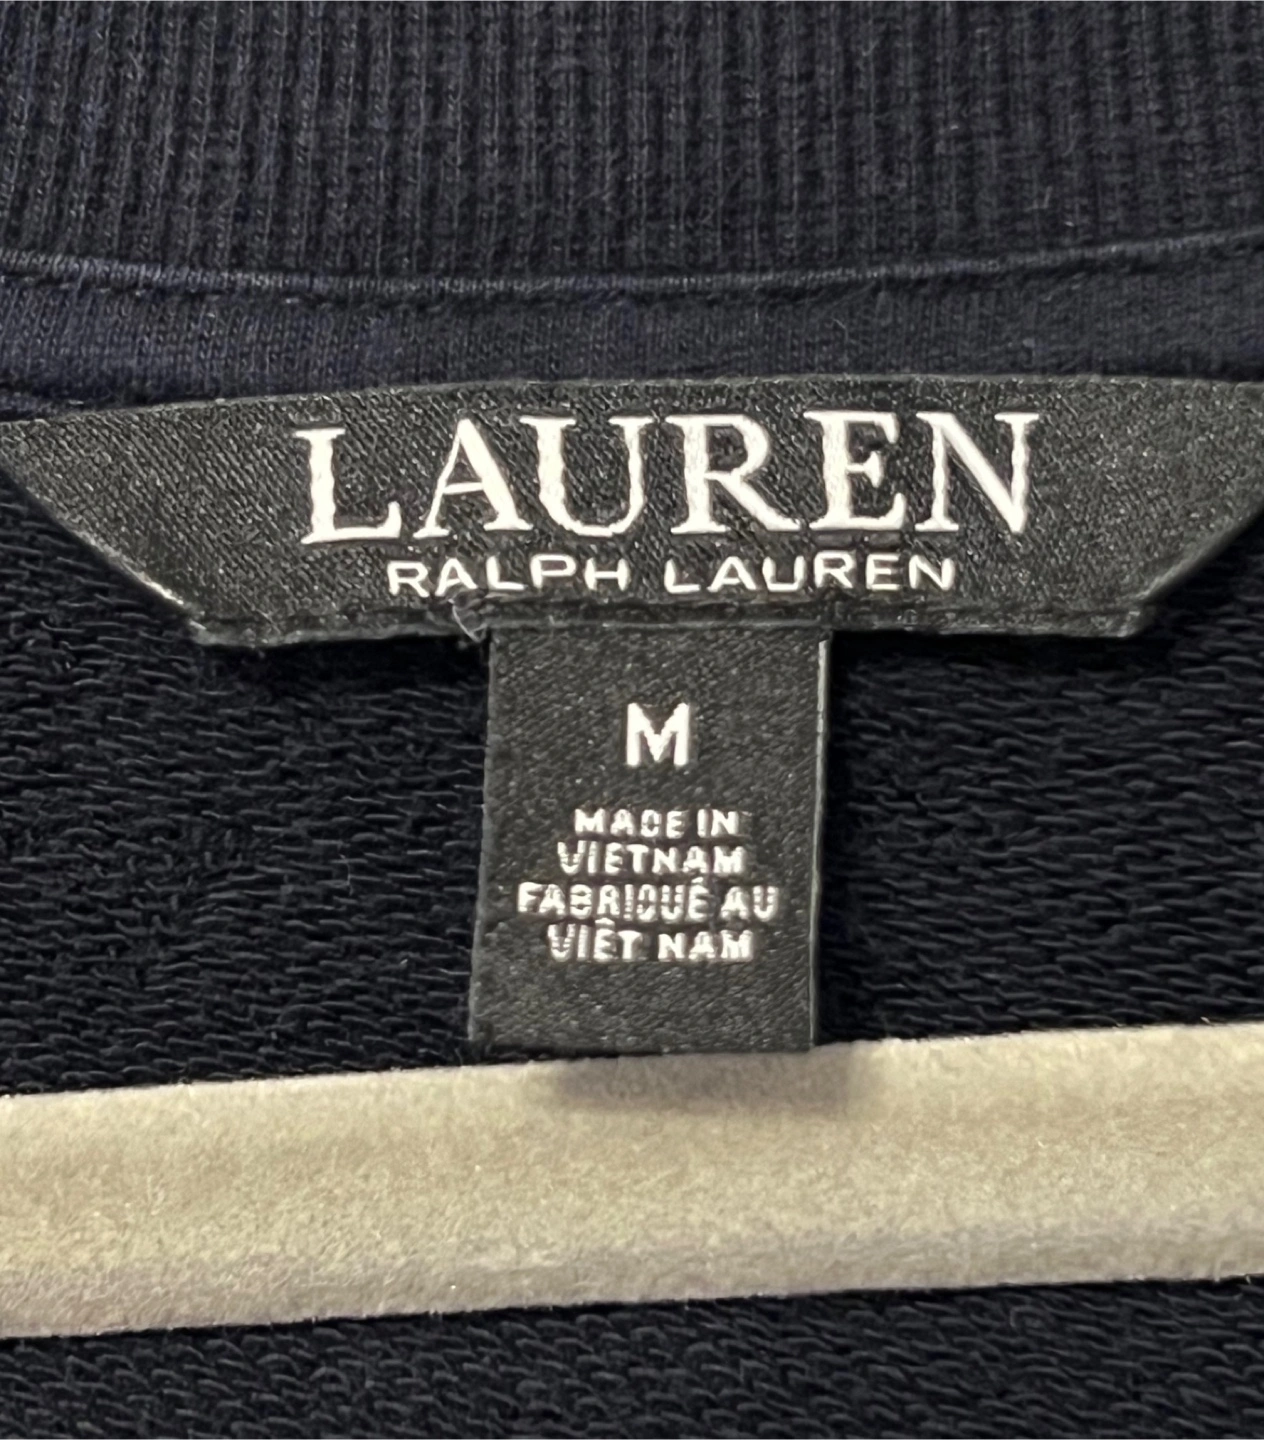 LAUREN
RALPH LAUREN
M
MADE IN
VIETNAM
FABRIQUÉ AU
VIÊT NAM